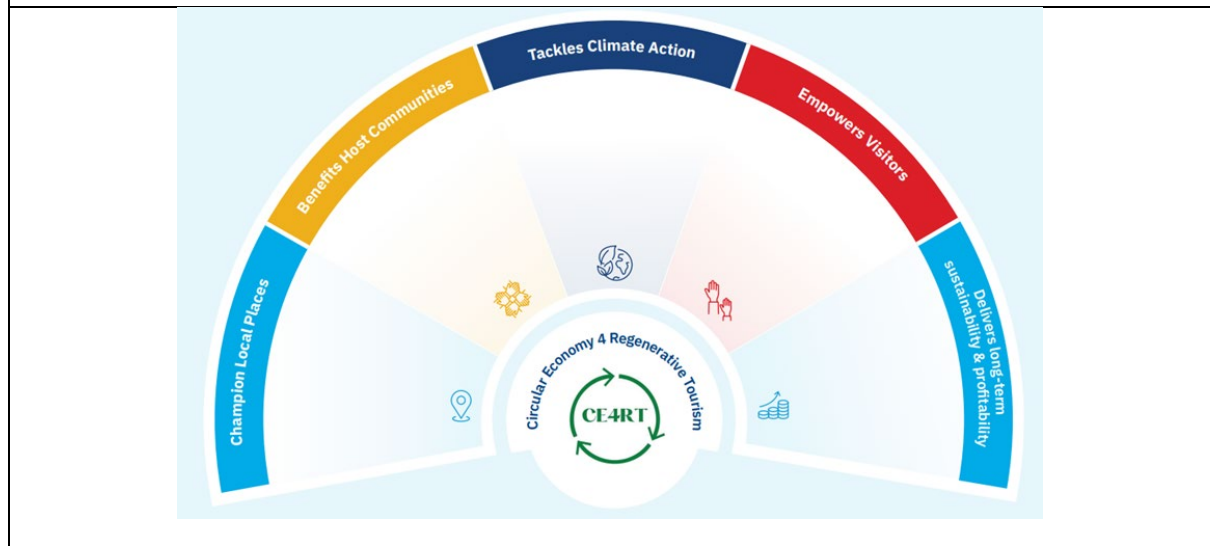 Champion Local Places
Benefits Host Communities
Tackles Climate Action
Empowers Visitors
Delivers long-term
sustainability & profitability
Circular Economy 4 Regenerative Tourism
CE4RT